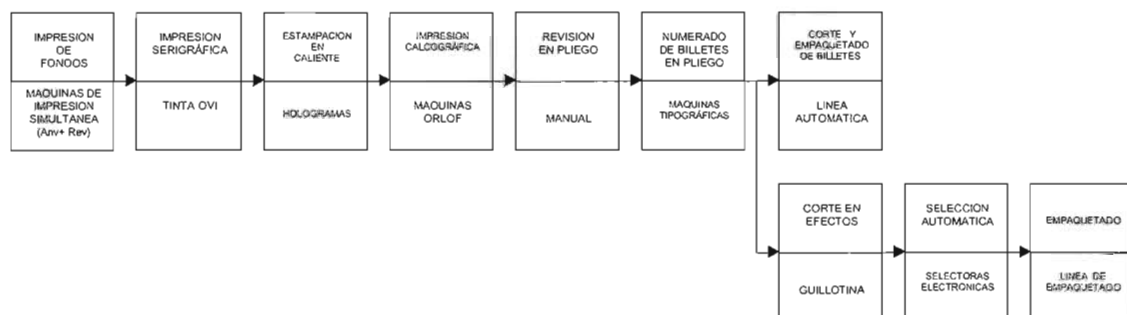 IMPRESION
DE
FONDOS
MAQUINAS DE
IMPRESION
SIMULTANEA
(Anv+ Rev)
IMPRESION
SERIGRÁFICA
TINTA OVI
ESTAMPACION
EN
CALIENTE
HOLOGRAMAS
IMPRESION
CALCOGRÁFICA
MAQUINAS
ORLOF
REVISION
EN PLIEGO
MANUAL
NUMERADO
DE BILLETES
EN PLIEGO
MAQUINAS
TIPOGRÁFICAS
CORTE Y
EMPAQUETADO
DE BILLETES
LINEA
AUTOMATICA
CORTE EN
EFECTOS
GUILLOTINA
SELECCION
AUTOMATICA
SELECTORAS
ELECTRONICAS
EMPAQUETADO
LINEA DE
EMPAQUETADO